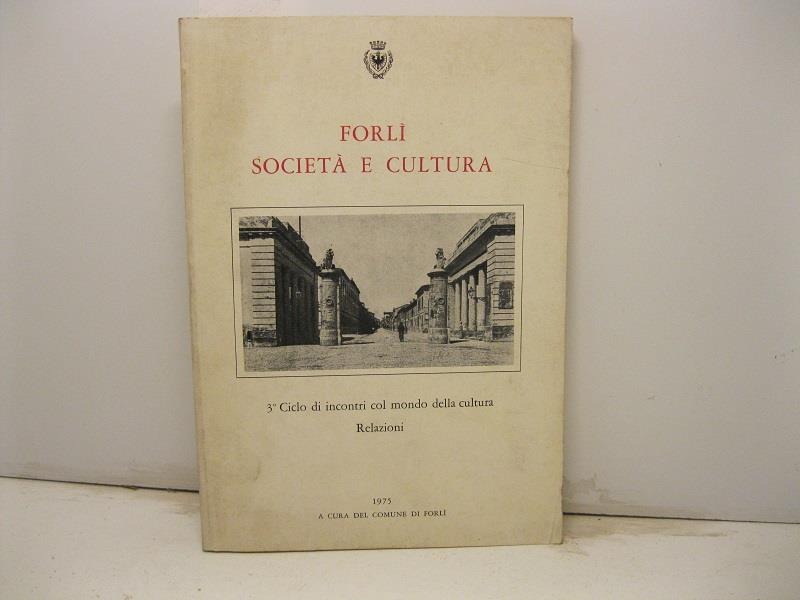 FORLÌ
SOCIETÀ E CULTURA
3° Ciclo di incontri col mondo della cultura
Relazioni
1975
A CURA DEL COMUNE DI FORLÌ